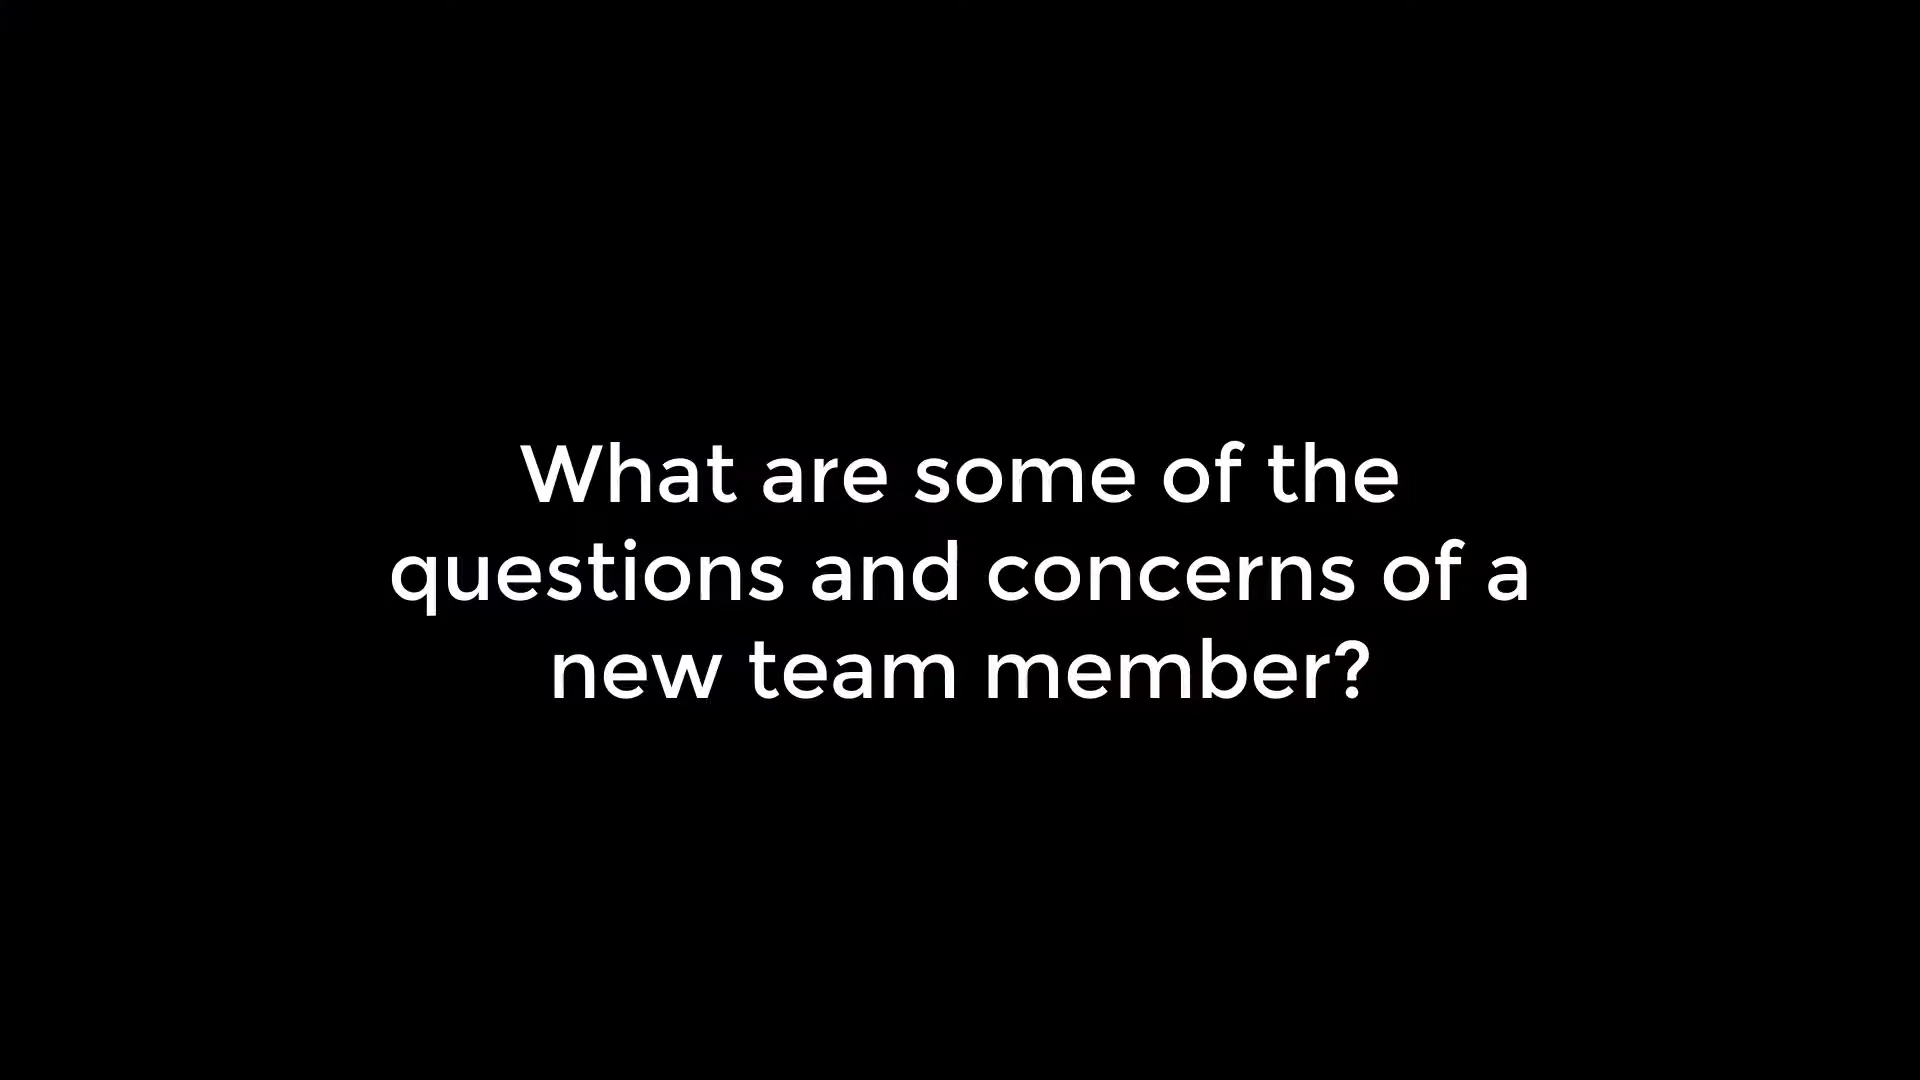 What are some of the
questions and concerns of a
new team member?